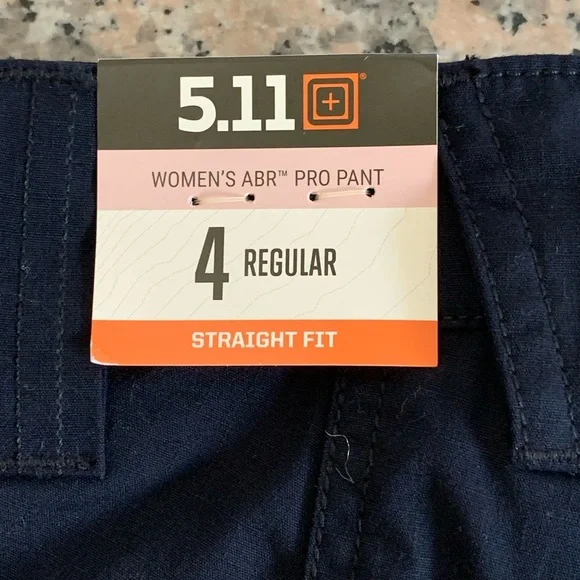 5.11®
WOMEN'S ABR™ PRO PANT
4 REGULAR
STRAIGHT FIT